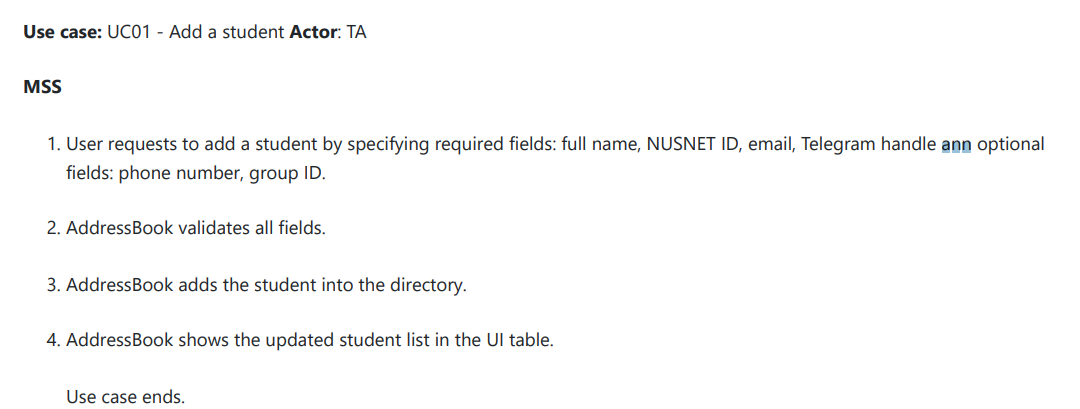 Use case: UC01 - Add a student Actor: TA
MSS
1. User requests to add a student by specifying required fields: full name, NUSNET ID, email, Telegram handle ann optional
fields: phone number, group ID.
2. AddressBook validates all fields.
3. AddressBook adds the student into the directory.
4. AddressBook shows the updated student list in the UI table.
Use case ends.